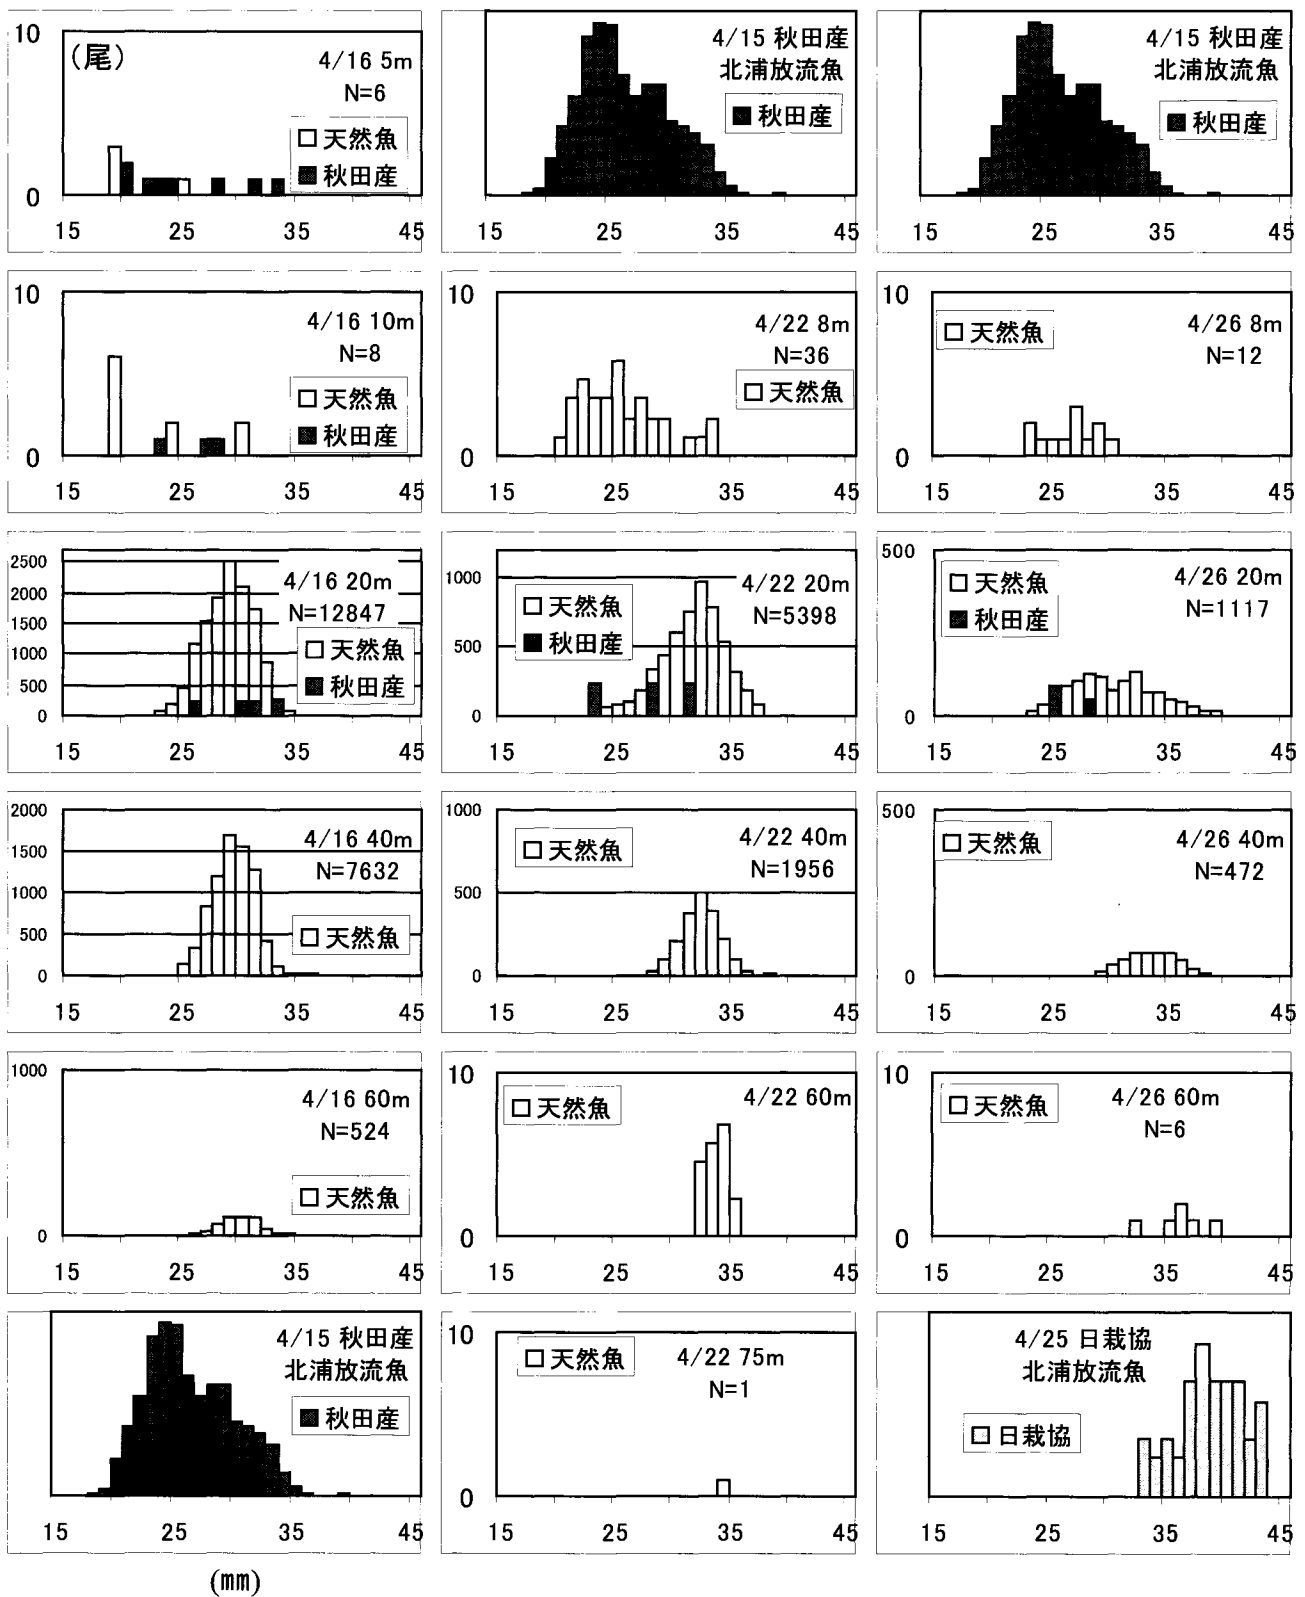 10
(尾)
4/16 5m
N=6
天然魚
秋田産
0
15 25 35 45
4/15 秋田産
北浦放流魚
秋田産
15 25 35 45
4/15 秋田産
北浦放流魚
秋田産
15 25 35 45
10
4/16 10m
N=8
天然魚
秋田産
0
15 25 35 45
10
4/22 8m
N=36
天然魚
0
15 25 35 45
10
天然魚
4/26 8m
N=12
0
15 25 35 45
2500
2000
1500
1000
500
0
4/16 20m
N=12847
天然魚
秋田産
15 25 35 45
1000
500
0
4/22 20m
N=5398
天然魚
秋田産
15 25 35 45
500
0
天然魚
秋田産
4/26 20m
N=1117
15 25 35 45
2000
1500
1000
500
0
4/16 40m
N=7632
天然魚
15 25 35 45
1000
500
0
天然魚
4/22 40m
N=1956
15 25 35 45
500
0
天然魚
4/26 40m
N=472
15 25 35 45
1000
0
4/16 60m
N=524
天然魚
15 25 35 45
10
0
天然魚
4/22 60m
15 25 35 45
10
0
天然魚
4/26 60m
N=6
15 25 35 45
4/15 秋田産
北浦放流魚
秋田産
15 25 35 45
10
0
天然魚
4/22 75m
N=1
15 25 35 45
4/25 日栽協
北浦放流魚
日栽協
15 25 35 45
(mm)